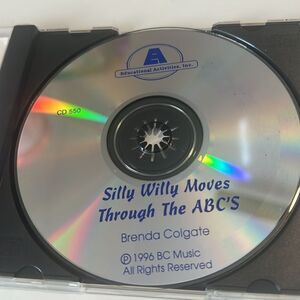 A
Educational Activities, Inc.
CD 550
Silly Willy Moves
Through The ABC'S
Brenda Colgate
℗ 1996 BC Music
All Rights Reserved